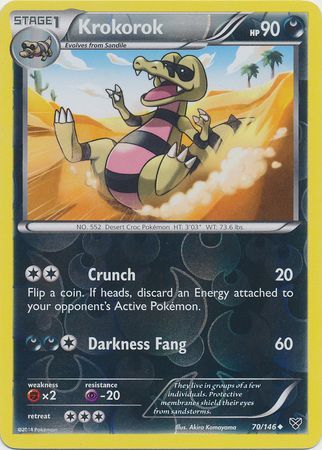 STAGE1
Krokorok
HP 90
Evolves from Sandile
NO. 552 Desert Croc Pokémon HT: 3'03" WT: 73.6 lbs.
Crunch 20
Flip a coin. If heads, discard an Energy attached to
your opponent's Active Pokémon.
Darkness Fang 60
weakness
×2
resistance
-20
retreat
They live in groups of a few
individuals. Protective
membranes shield their eyes
from sandstorms.
©2014 Pokémon
Illus. Akira Komayama
70/146